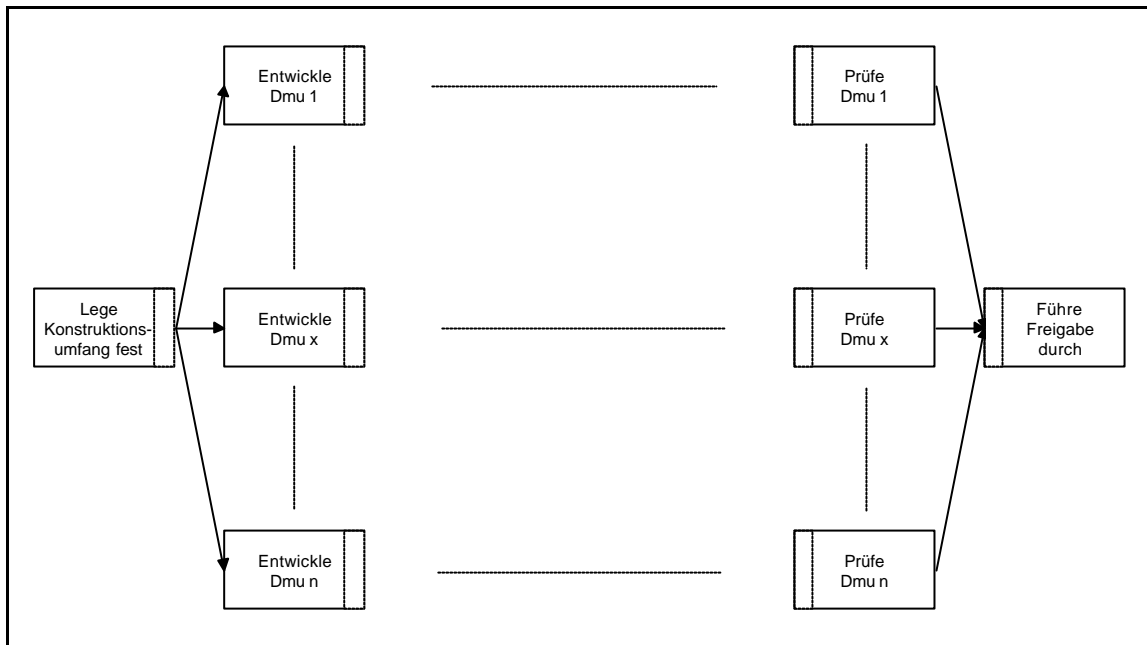 Entwickle
Dmu 1
Prüfe
Dmu 1
Lege
Konstruktions-
umfang fest
Entwickle
Dmu x
Prüfe
Dmu x
Führe
Freigabe
durch
Entwickle
Dmu n
Prüfe
Dmu n